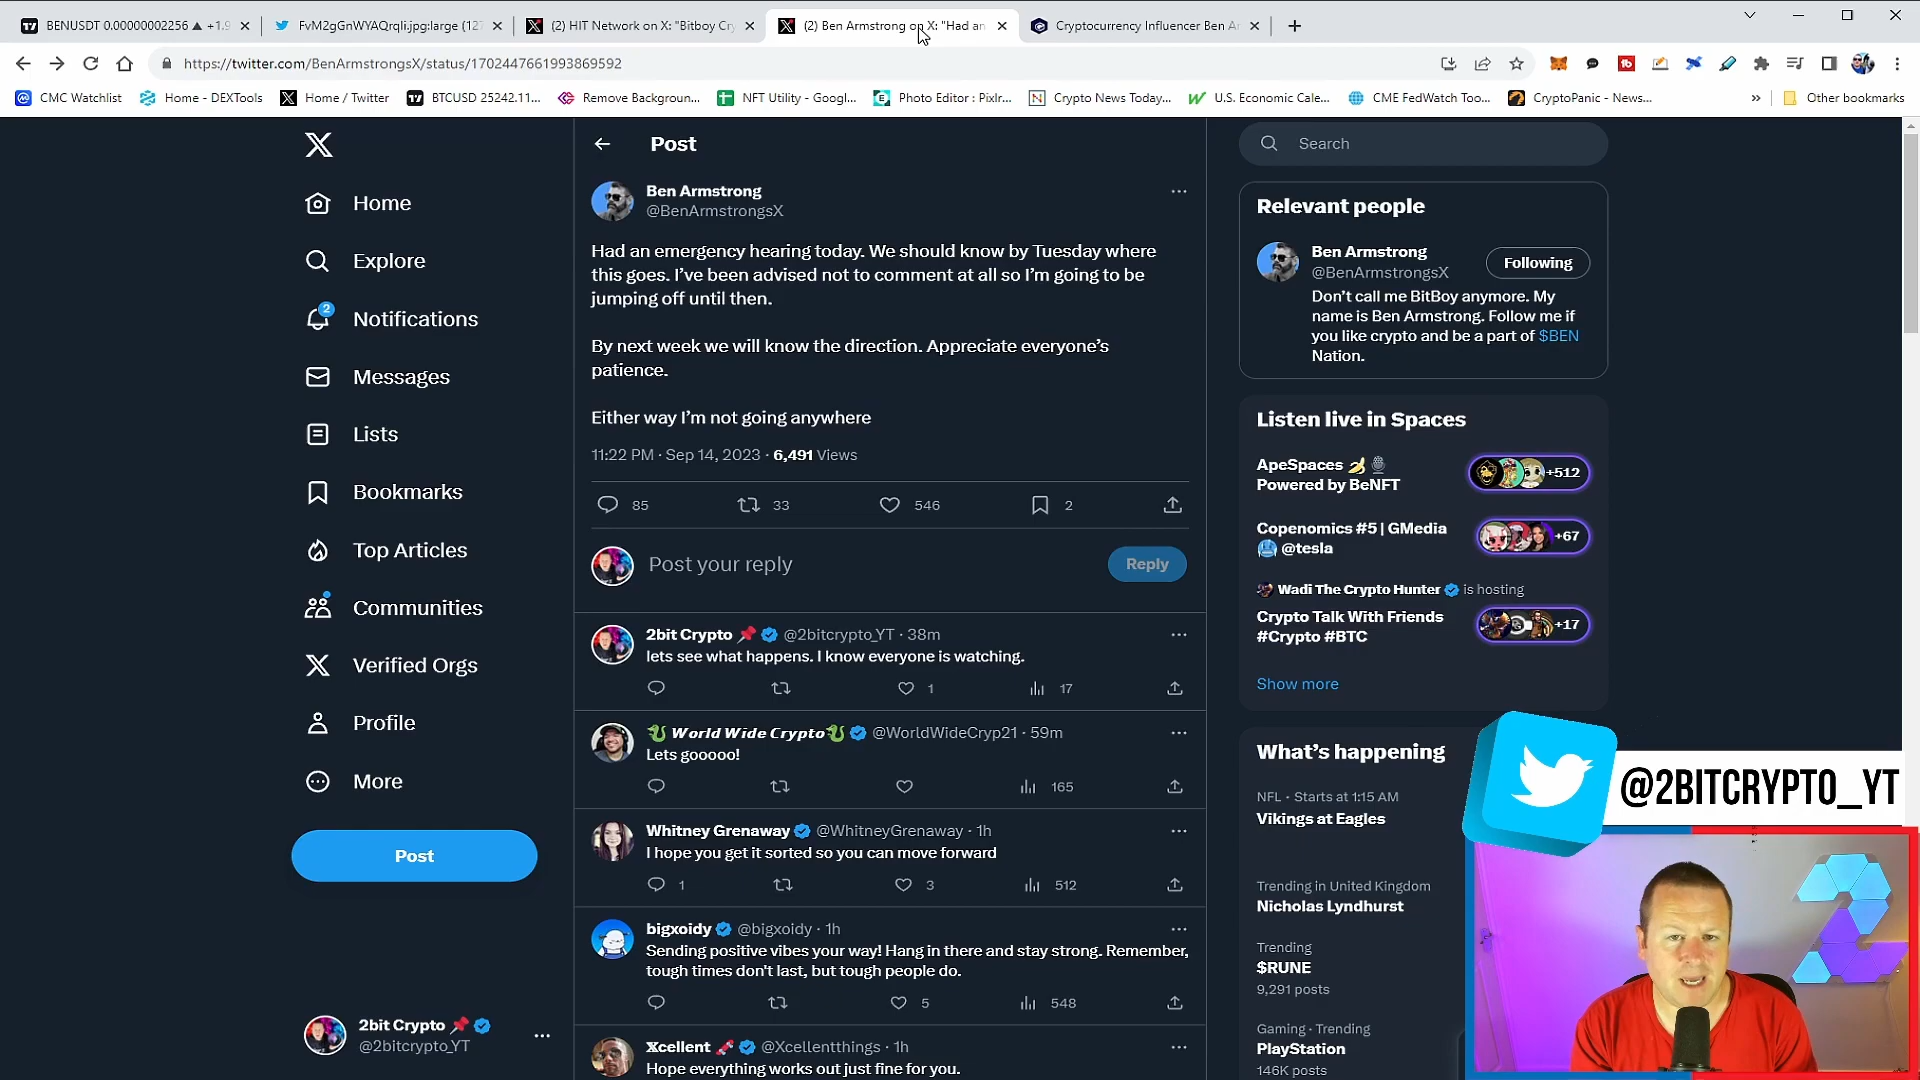 BENUSDT 0.00000002256 ▲ +1.9
FvM2gGnWYAQrqli.jpg:large (127
(2) HIT Network on X: "Bitboy Cry
(2) Ben Armstrong on X: "Had an
Cryptocurrency Influencer Ben Ar
https://twitter.com/BenArmstrongsX/status/1702447661993869592
CMC Watchlist
Home - DEXTools
Home / Twitter
BTCUSD 25242.11...
Remove Backgroun...
NFT Utility - Googl...
Photo Editor : Pixlr...
Crypto News Today...
U.S. Economic Cale...
CME FedWatch Too...
CryptoPanic - News...
»
Other bookmarks
Home
Explore
2
Notifications
Messages
Lists
Bookmarks
Top Articles
Communities
Verified Orgs
Profile
More
Post
2bit Crypto
@2bitcrypto_YT
Post
Ben Armstrong
@BenArmstrongsX
Had an emergency hearing today. We should know by Tuesday where
this goes. I’ve been advised not to comment at all so I’m going to be
jumping off until then.
By next week we will know the direction. Appreciate everyone’s
patience.
Either way I’m not going anywhere
11:22 PM · Sep 14, 2023 · 6,491 Views
85 33 546 2
Post your reply
Reply
2bit Crypto @2bitcrypto_YT · 38m
lets see what happens. I know everyone is watching.
1 17
World Wide Crypto @WorldWideCryp21 · 59m
Lets gooooo!
165
Whitney Grenaway @WhitneyGrenaway · 1h
I hope you get it sorted so you can move forward
1 3 512
bigxoidy @bigxoidy · 1h
Sending positive vibes your way! Hang in there and stay strong. Remember,
tough times don't last, but tough people do.
5 548
Xcellent @Xcellentthings · 1h
Hope everything works out just fine for you.
Search
Relevant people
Ben Armstrong
@BenArmstrongsX
Following
Don’t call me BitBoy anymore. My
name is Ben Armstrong. Follow me if
you like crypto and be a part of $BEN
Nation.
Listen live in Spaces
ApeSpaces
Powered by BeNFT
+512
Copenomics #5 | GMedia
@tesla
+67
Wadi The Crypto Hunter is hosting
Crypto Talk With Friends
#Crypto #BTC
+17
Show more
What’s happening
NFL · Starts at 1:15 AM
Vikings at Eagles
Trending in United Kingdom
Nicholas Lyndhurst
Trending
$RUNE
9,291 posts
Gaming · Trending
PlayStation
146K posts
@2BITCRYPTO_YT